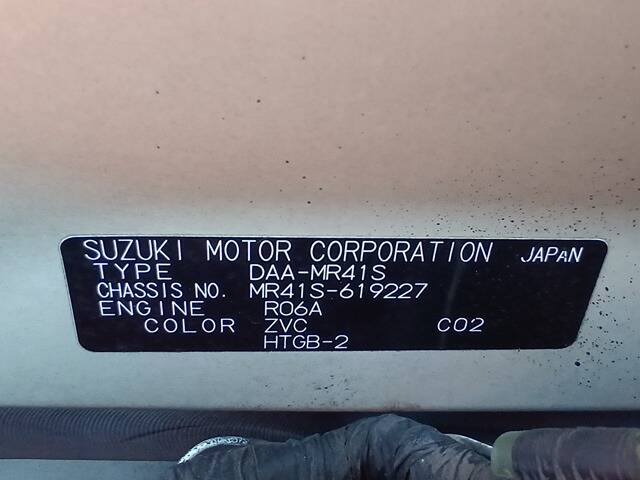 SUZUKI MOTOR CORPORATION JAPAN
TYPE DAA-MR41S
CHASSIS NO. MR41S-619227
ENGINE R06A
COLOR ZVC C02
HTGB-2